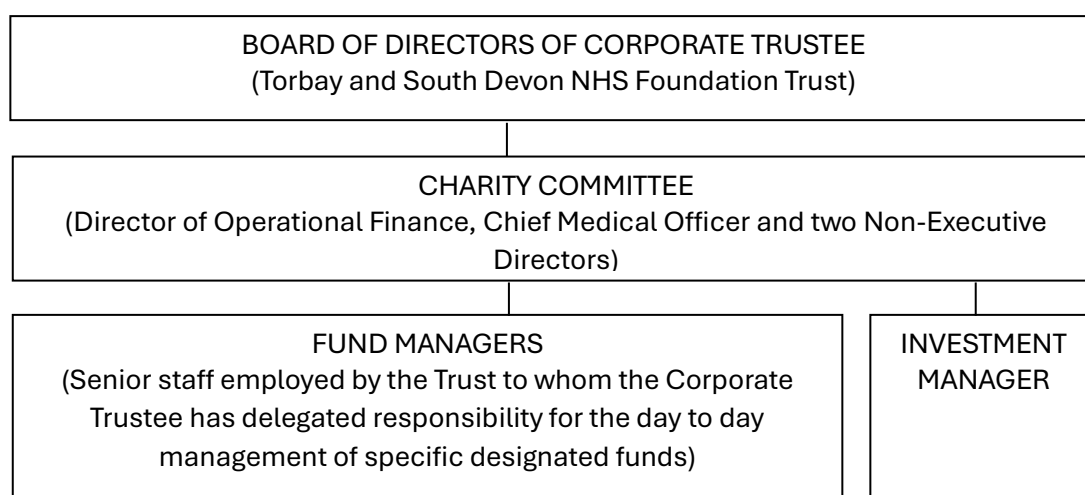 BOARD OF DIRECTORS OF CORPORATE TRUSTEE
(Torbay and South Devon NHS Foundation Trust)
CHARITY COMMITTEE
(Director of Operational Finance, Chief Medical Officer and two Non-Executive
Directors)
FUND MANAGERS
(Senior staff employed by the Trust to whom the Corporate
Trustee has delegated responsibility for the day to day
management of specific designated funds)
INVESTMENT
MANAGER